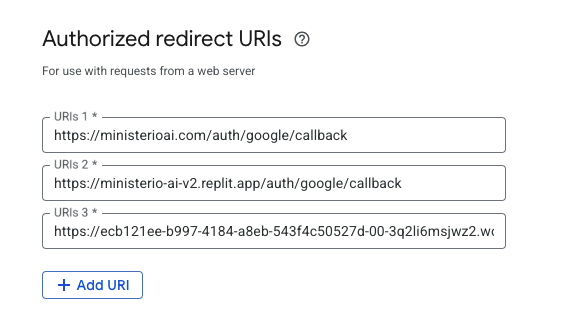 Authorized redirect URIs
For use with requests from a web server
URIs 1 *
https://ministerioai.com/auth/google/callback
URIs 2 *
https://ministerio-ai-v2.replit.app/auth/google/callback
URIs 3 *
https://ecb121ee-b997-4184-a8eb-543f4c50527d-00-3q2li6msjwz2.wo
+ Add URI